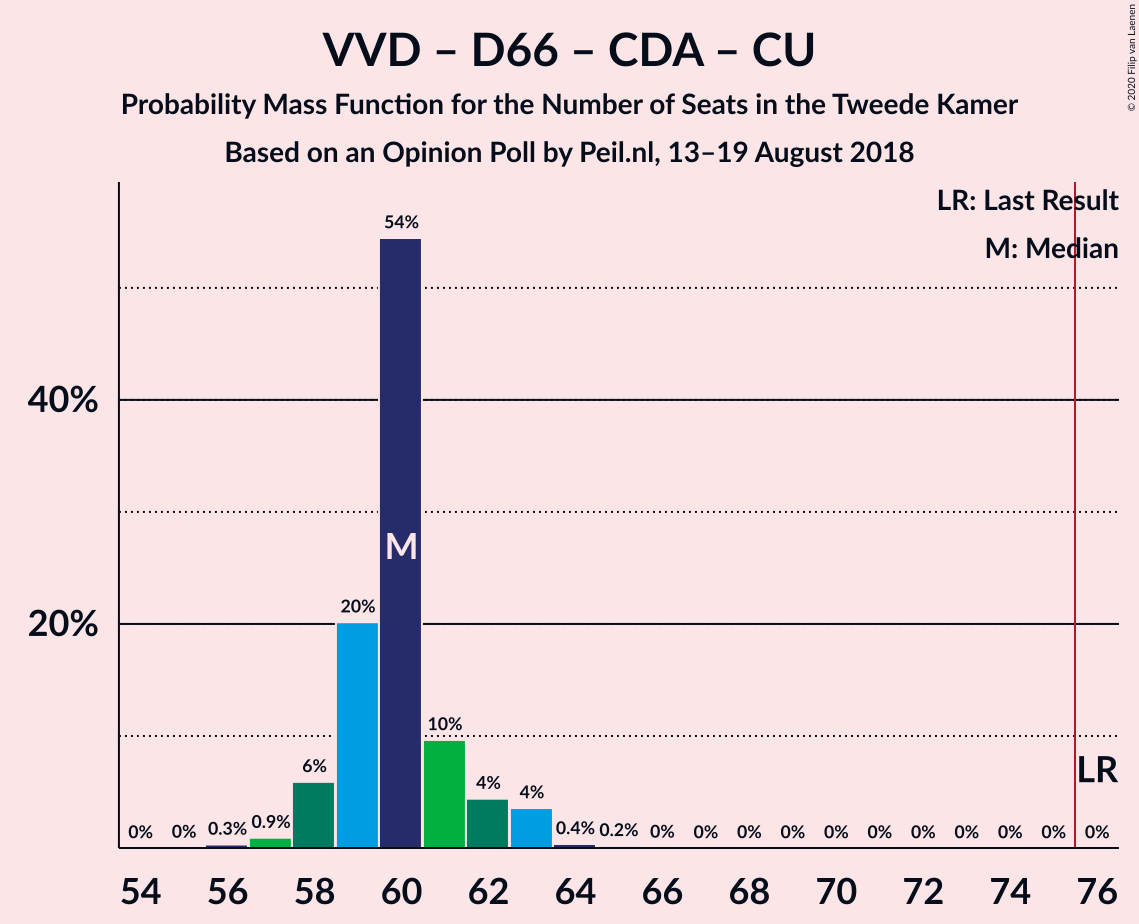 VVD – D66 – CDA – CU
Probability Mass Function for the Number of Seats in the Tweede Kamer
Based on an Opinion Poll by Peil.nl, 13–19 August 2018
© 2020 Filip van Laenen
LR: Last Result
M: Median
40%
20%
0% 0% 0.3% 0.9% 6% 20% 54% 10% 4% 4% 0.4% 0.2% 0% 0% 0% 0% 0% 0% 0% 0% 0% 0% 0%
M
LR
54 56 58 60 62 64 66 68 70 72 74 76